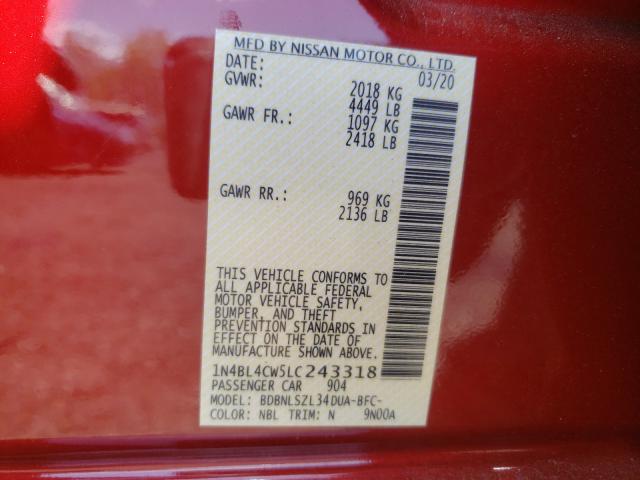 MFD BY NISSAN MOTOR CO., LTD.
DATE: 03/20
GVWR: 2018 KG
4449 LB
GAWR FR.: 1097 KG
2418 LB
GAWR RR.: 969 KG
2136 LB
THIS VEHICLE CONFORMS TO
ALL APPLICABLE FEDERAL
MOTOR VEHICLE SAFETY,
BUMPER, AND THEFT
PREVENTION STANDARDS IN
EFFECT ON THE DATE OF
MANUFACTURE SHOWN ABOVE.
1N4BL4CW5LC243318
PASSENGER CAR 904
MODEL: BDBNLSZL34DUA-BFC-
COLOR: NBL TRIM: N 9N00A